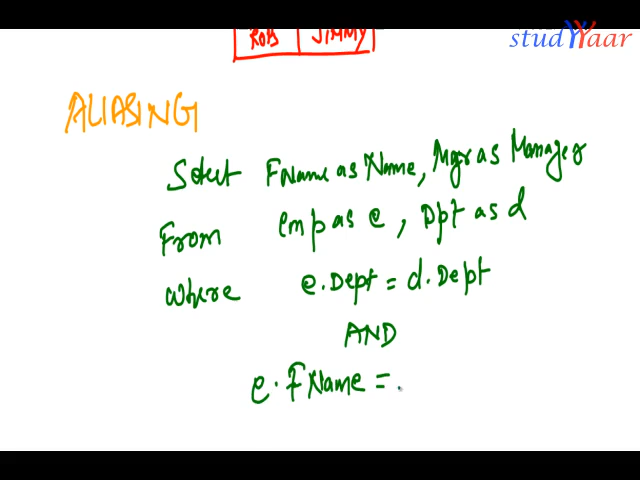 studYYaar
ROB JIMMY
ALIASING
Select FName as Name, Mgr as Manager
From emp as e, Dpt as d
where e.Dept = d.Dept
AND
e.FName =